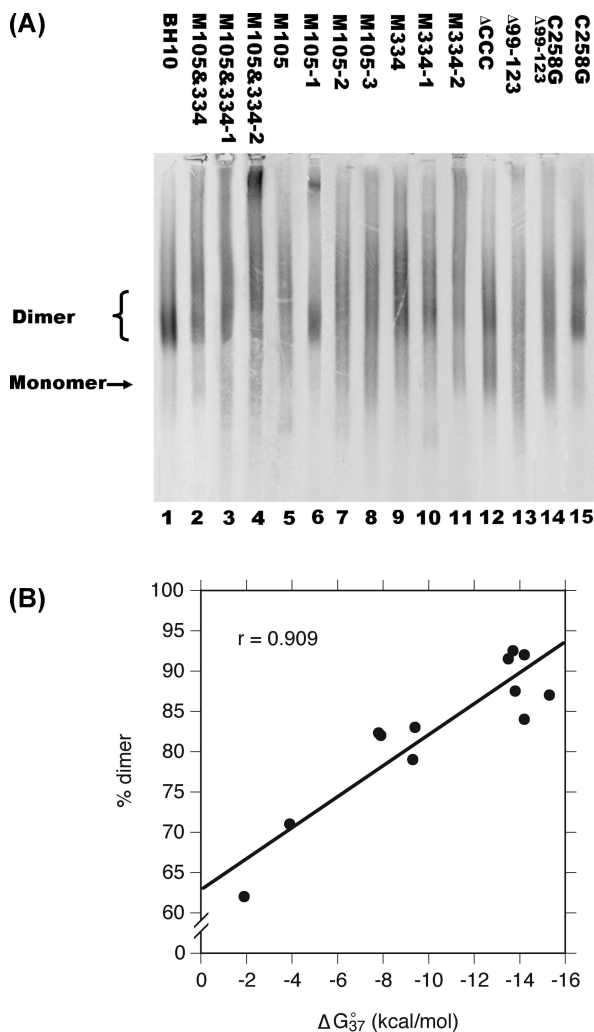 (A)
BH10
M105&334
M105&334-1
M105&334-2
M105
M105-1
M105-2
M105-3
M334
M334-1
M334-2
ΔCCC
Δ99-123
Δ99-123 C258G
C258G
Dimer
Monomer→
1 2 3 4 5 6 7 8 9 10 11 12 13 14 15
(B)
r = 0.909
100
95
90
85
80
75
70
65
60
0
% dimer
0 -2 -4 -6 -8 -10 -12 -14 -16
ΔG°37 (kcal/mol)